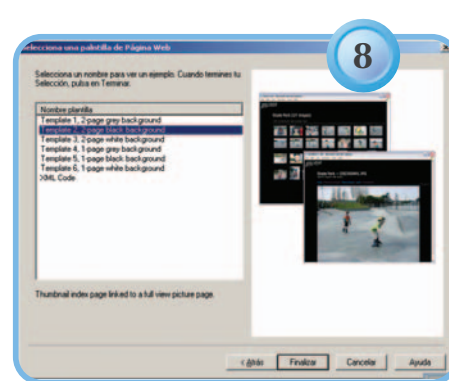 Selecciona una palntilla de Página Web
8
Selecciona un nombre para ver un ejemplo. Cuando termines tu
Selección, pulsa en Terminar.
Nombre plantilla
Template 1, 2-page grey background
Template 2, 2-page black background
Template 3, 2-page white background
Template 4, 1-page grey background
Template 5, 1-page black background
Template 6, 1-page white background
XML Code
Thumbnail index page linked to a full view picture page.
< Atrás
Finalizar
Cancelar
Ayuda